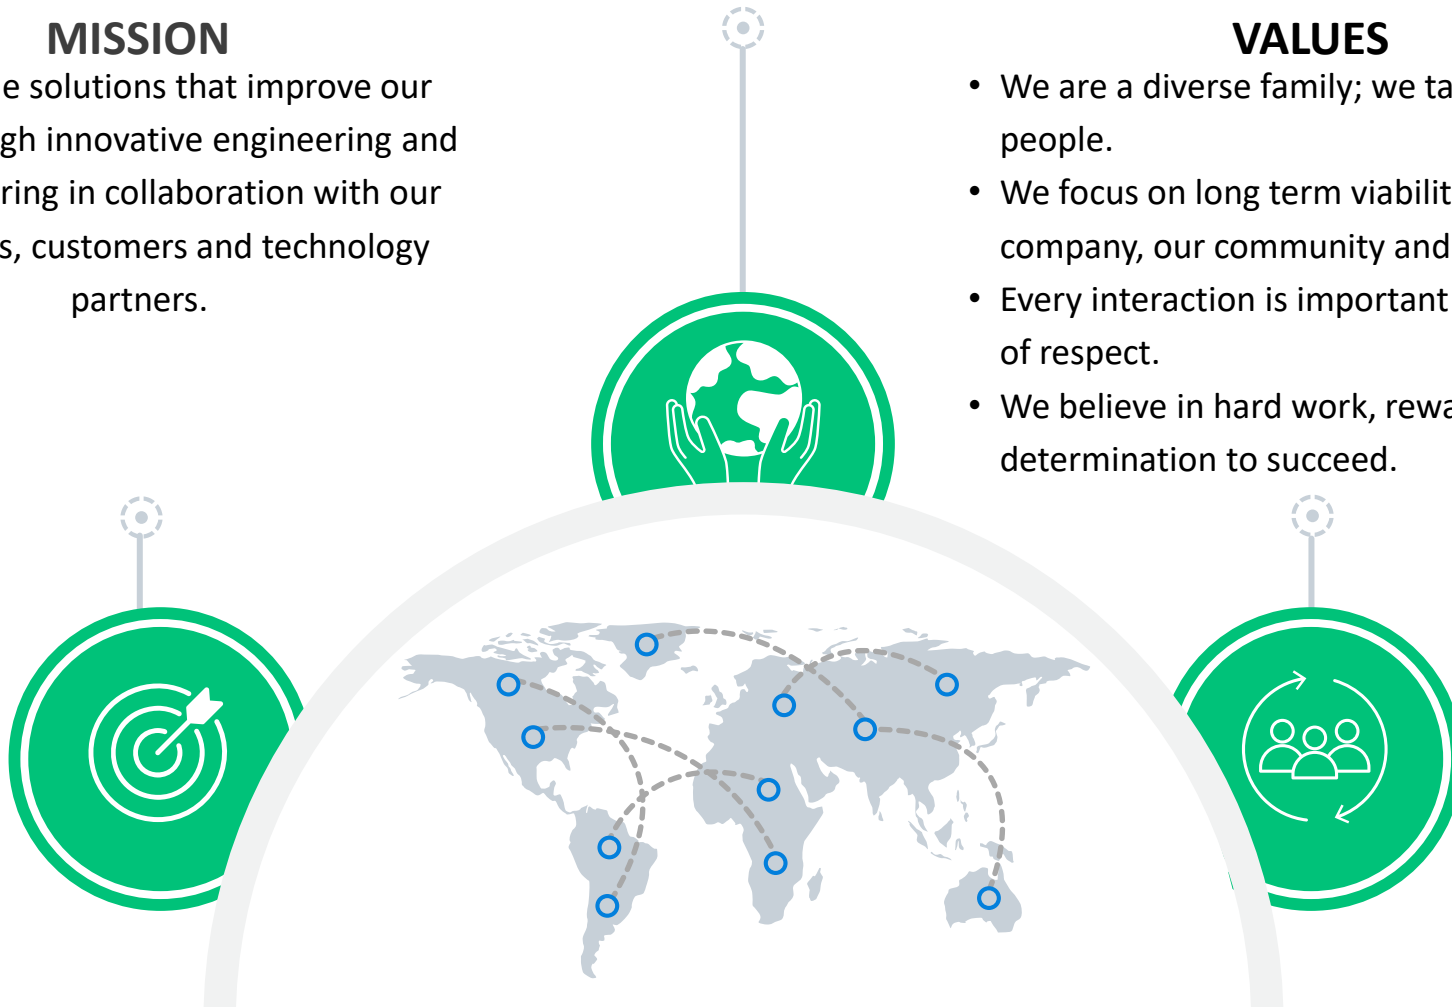 MISSION
e solutions that improve our
gh innovative engineering and
ring in collaboration with our
s, customers and technology
partners.
VALUES
• We are a diverse family; we ta
people.
• We focus on long term viabilit
company, our community and
• Every interaction is important
of respect.
• We believe in hard work, rewa
determination to succeed.